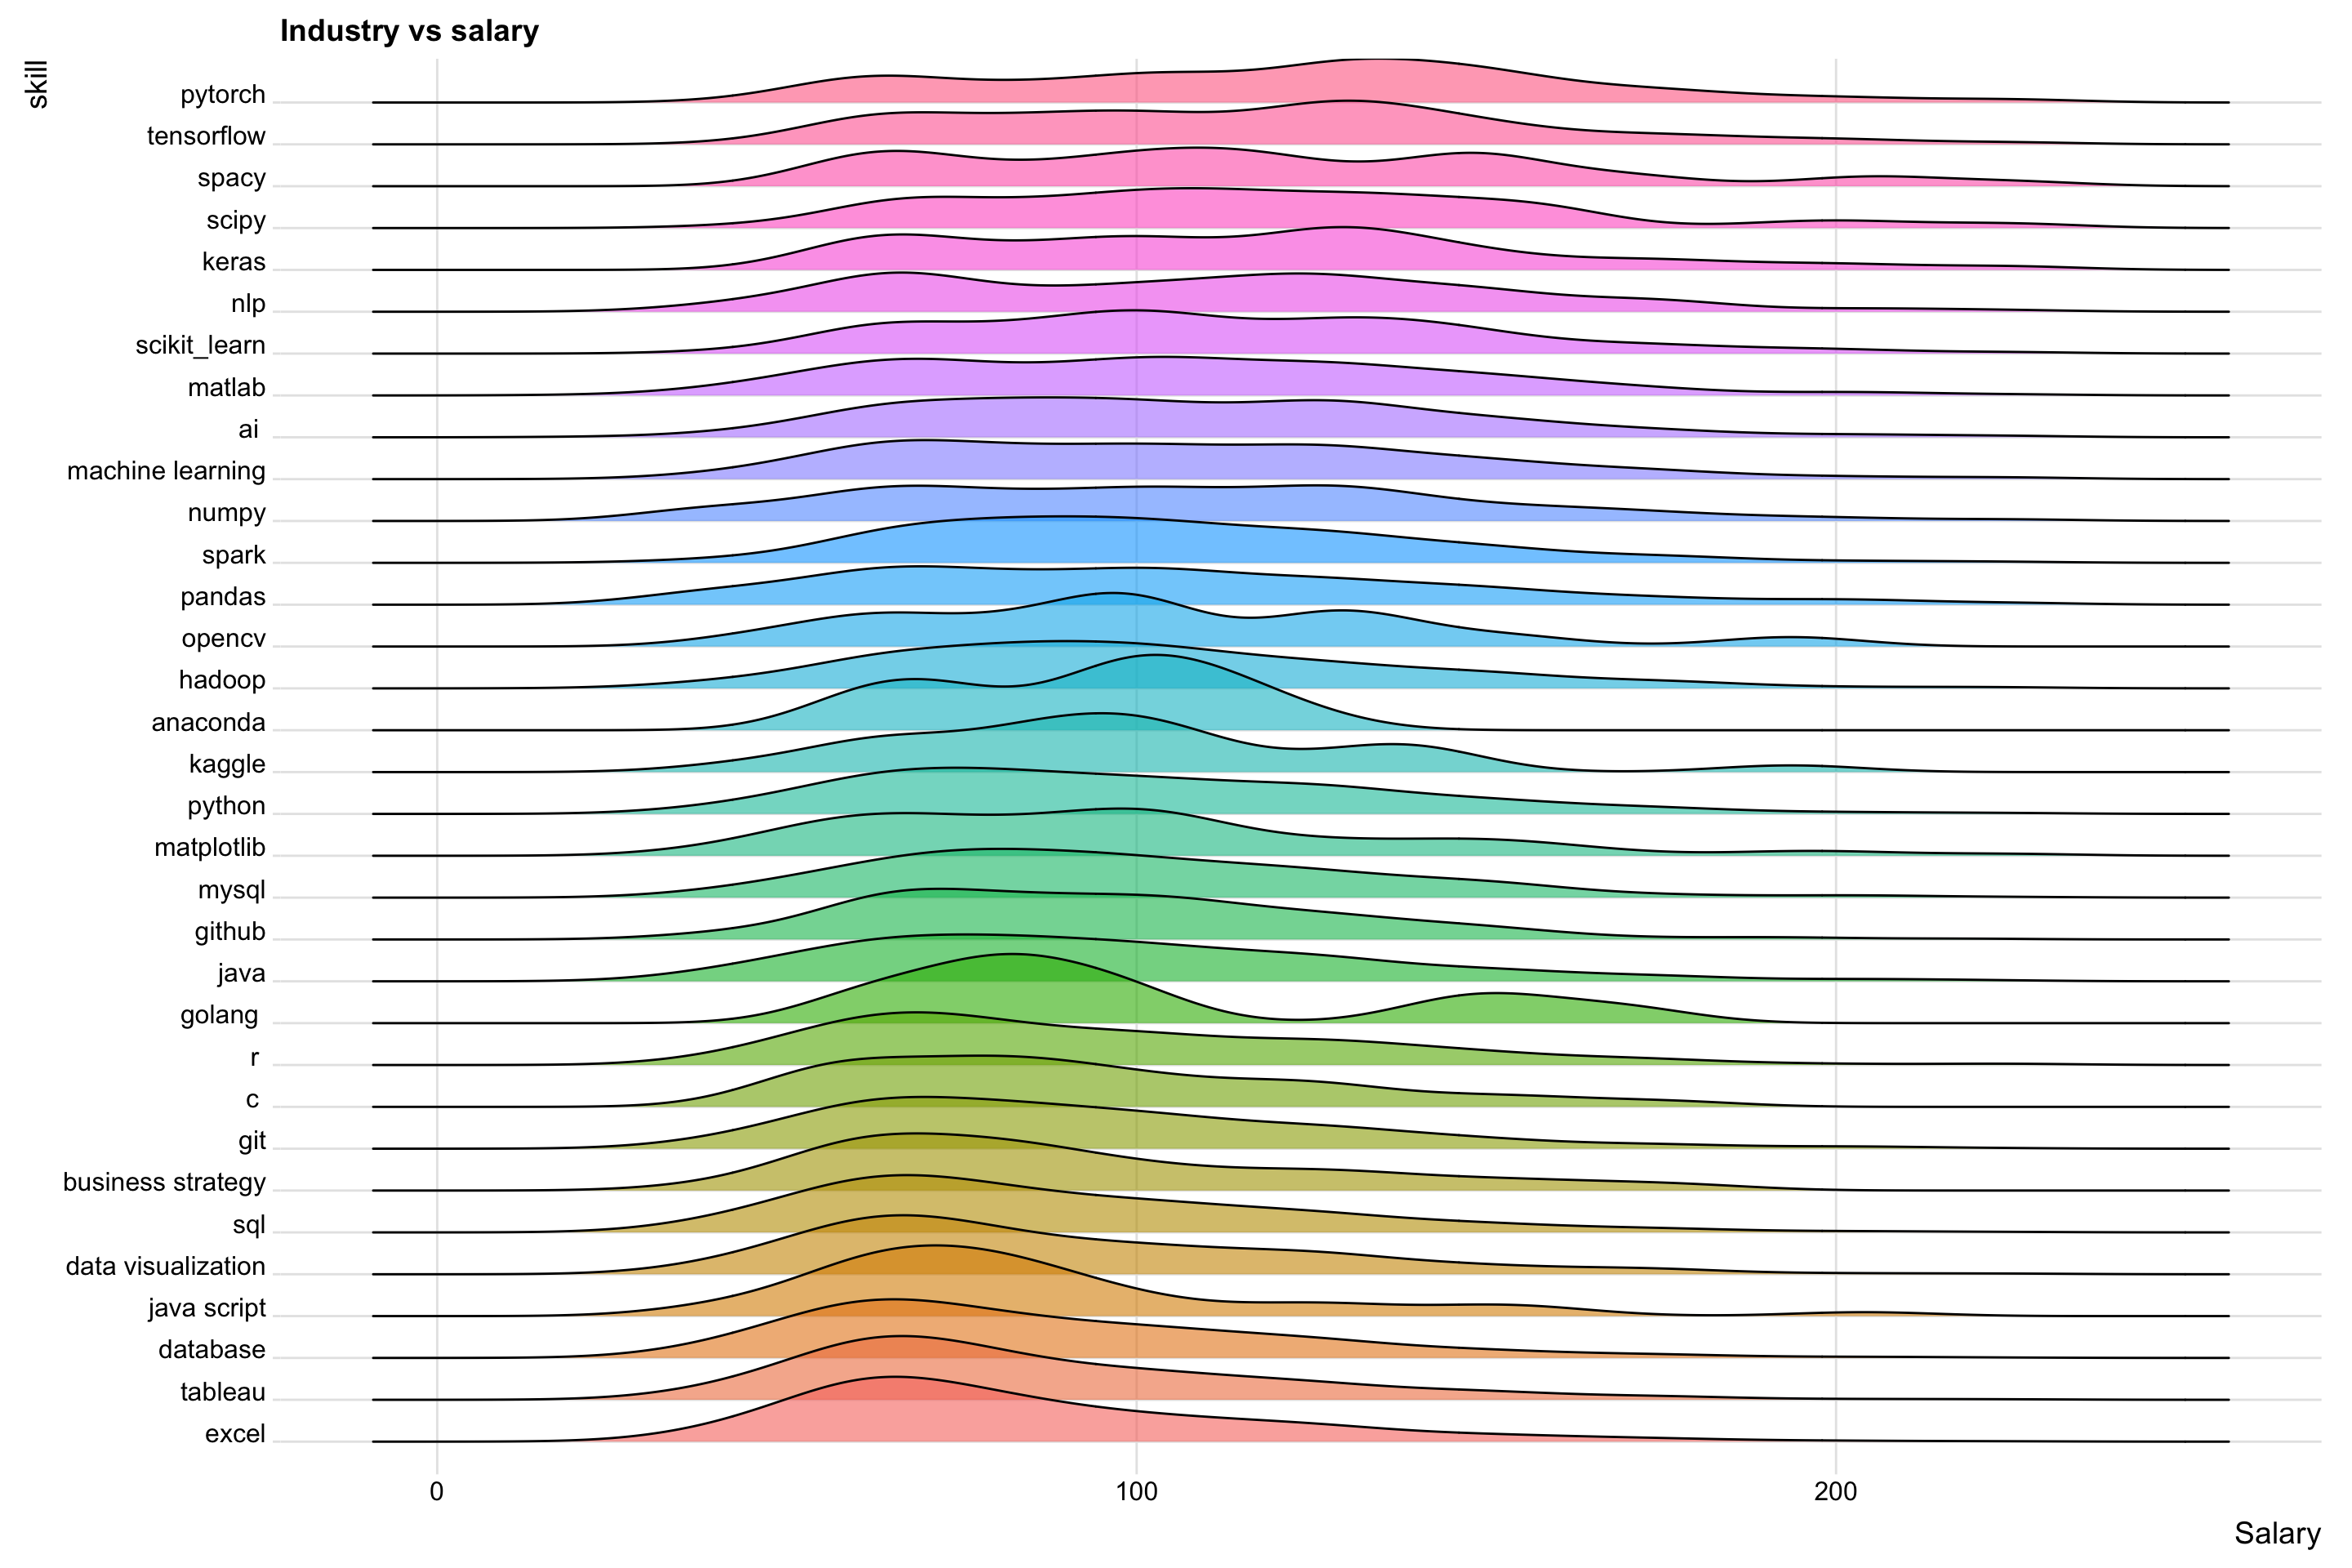 Industry vs salary
skill
pytorch
tensorflow
spacy
scipy
keras
nlp
scikit_learn
matlab
ai
machine learning
numpy
spark
pandas
opencv
hadoop
anaconda
kaggle
python
matplotlib
mysql
github
java
golang
r
c
git
business strategy
sql
data visualization
java script
database
tableau
excel
0 100 200
Salary